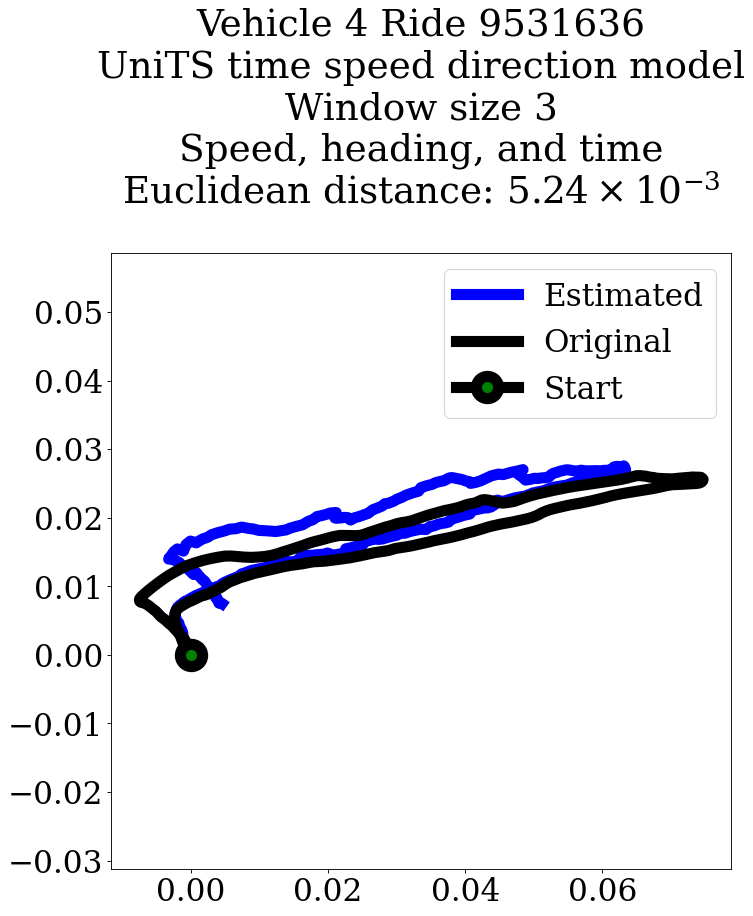 Vehicle 4 Ride 9531636
UniTS time speed direction model
Window size 3
Speed, heading, and time
Euclidean distance: 5.24 × 10⁻³
Estimated
Original
Start
0.05
0.04
0.03
0.02
0.01
0.00
−0.01
−0.02
−0.03
0.00 0.02 0.04 0.06